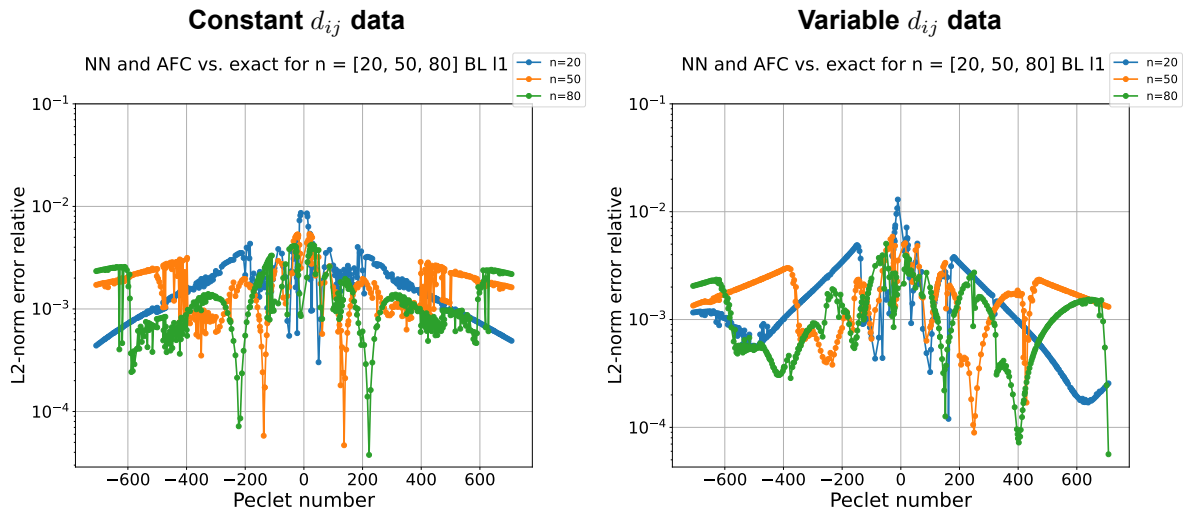 Constant d_{ij} data
NN and AFC vs. exact for n = [20, 50, 80] BL l1
n=20
n=50
n=80
10^{-1}
10^{-2}
10^{-3}
10^{-4}
L2-norm error relative
−600 −400 −200 0 200 400 600
Peclet number
Variable d_{ij} data
NN and AFC vs. exact for n = [20, 50, 80] BL l1
n=20
n=50
n=80
10^{-1}
10^{-2}
10^{-3}
10^{-4}
L2-norm error relative
−600 −400 −200 0 200 400 600
Peclet number